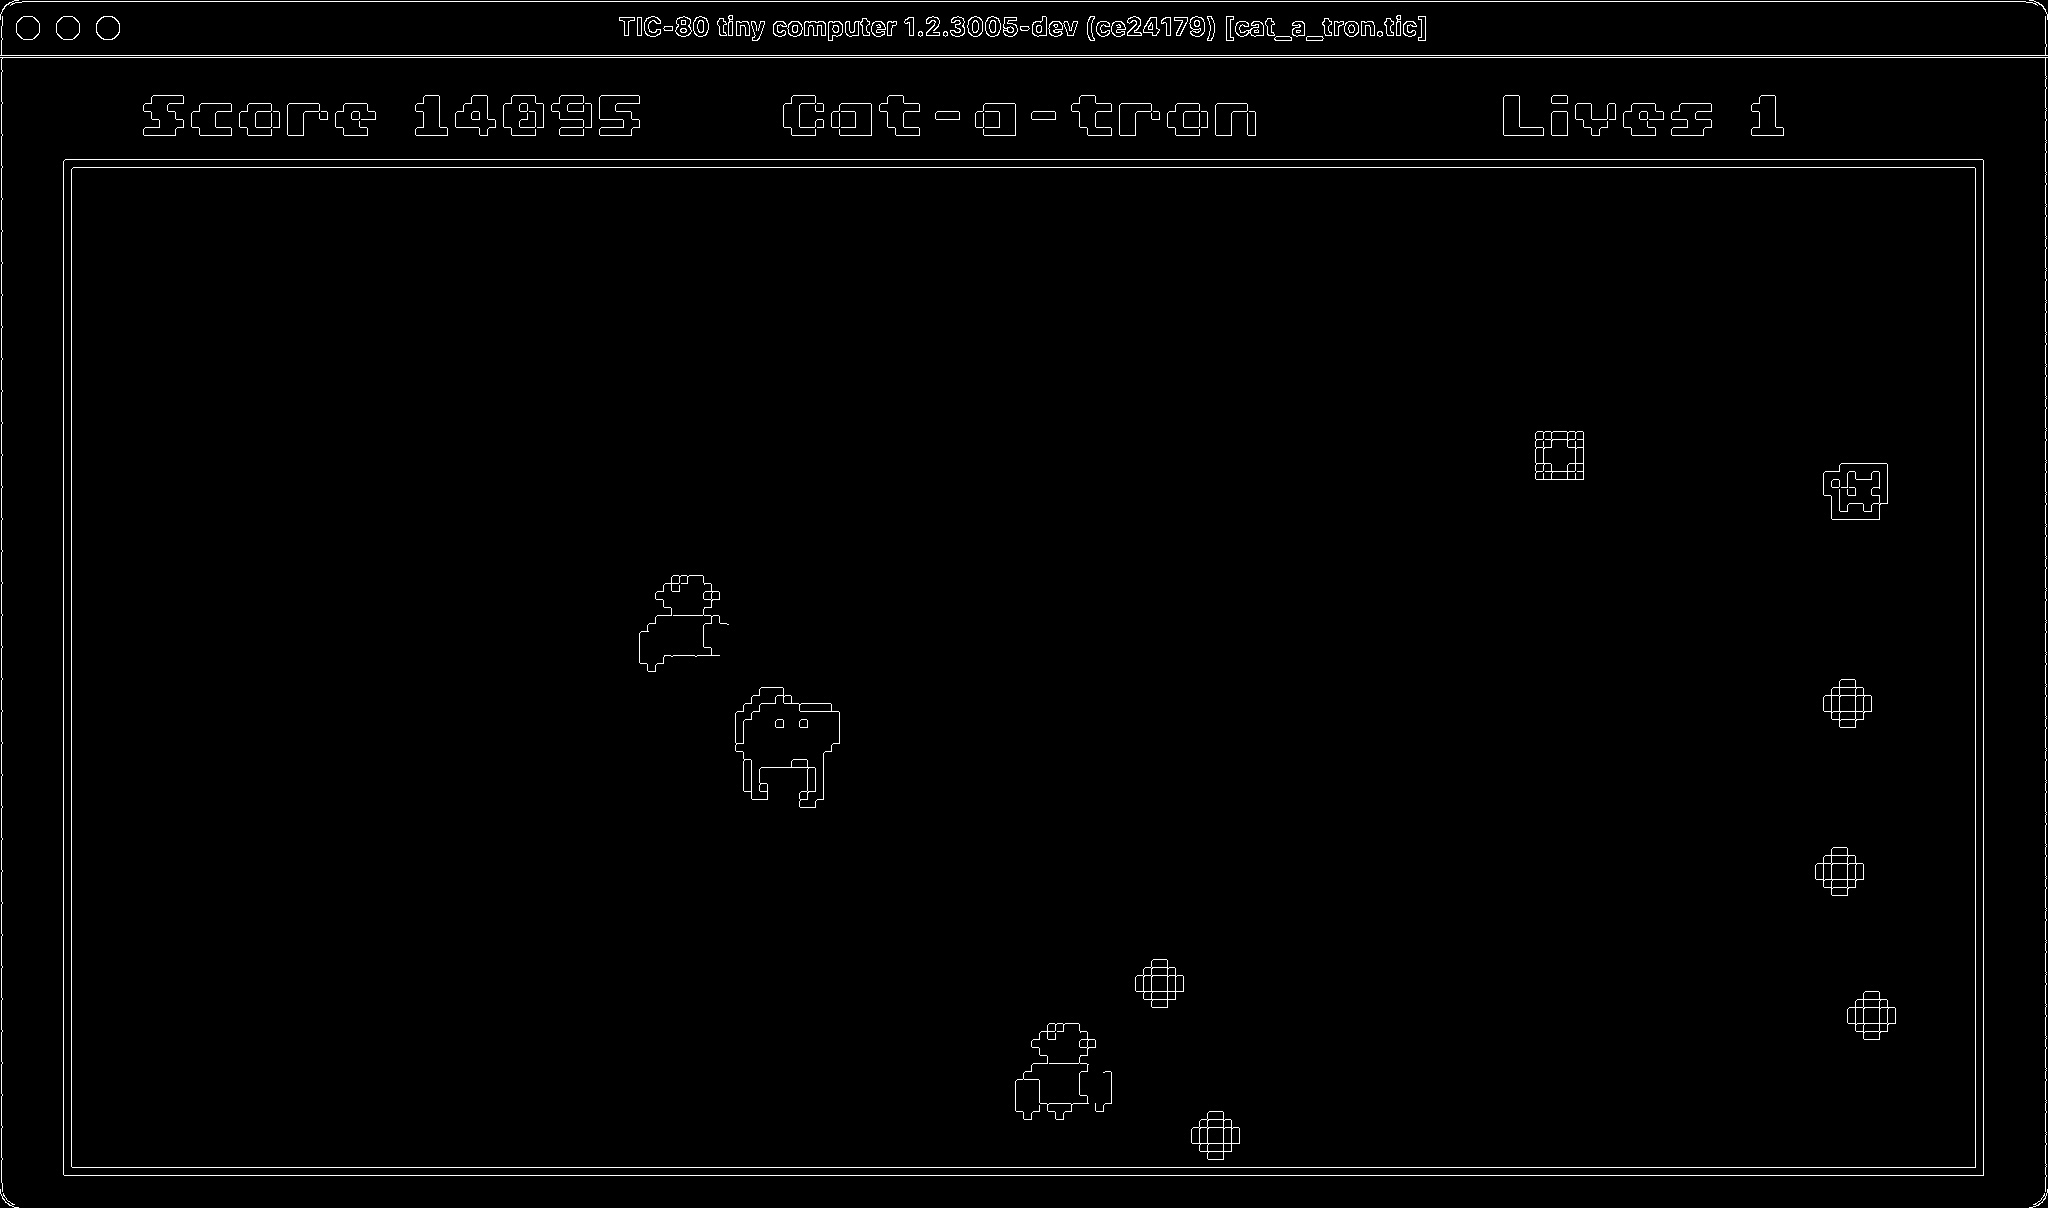 TIC-80 tiny computer 1.2.3005-dev (ce24179) [cat_a_tron.tic]
Score 14095 Cat-a-tron Lives 1